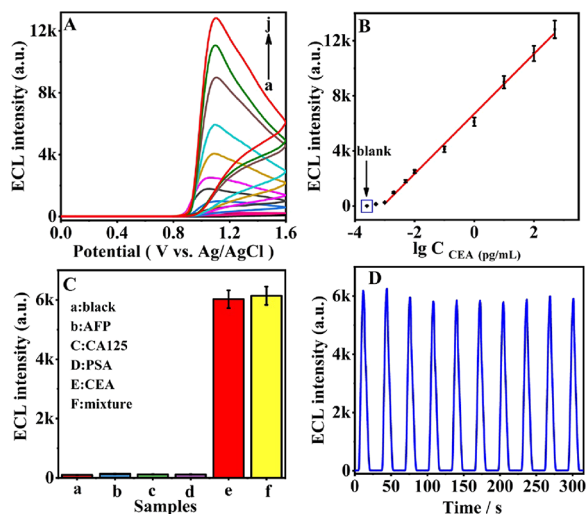 A
j
a
12k
8k
4k
0
ECL intensity (a.u.)
0.0 0.4 0.8 1.2 1.6
Potential ( V vs. Ag/AgCl )
B
blank
12k
8k
4k
0
ECL intensity (a.u.)
-4 -2 0 2
lg C CEA (pg/mL)
C
a:black
b:AFP
C:CA125
D:PSA
E:CEA
F:mixture
6k
4k
2k
0
ECL intensity (a.u.)
a b c d e f
Samples
D
6k
3k
0
ECL intensity (a.u.)
0 50 100 150 200 250 300
Time / s